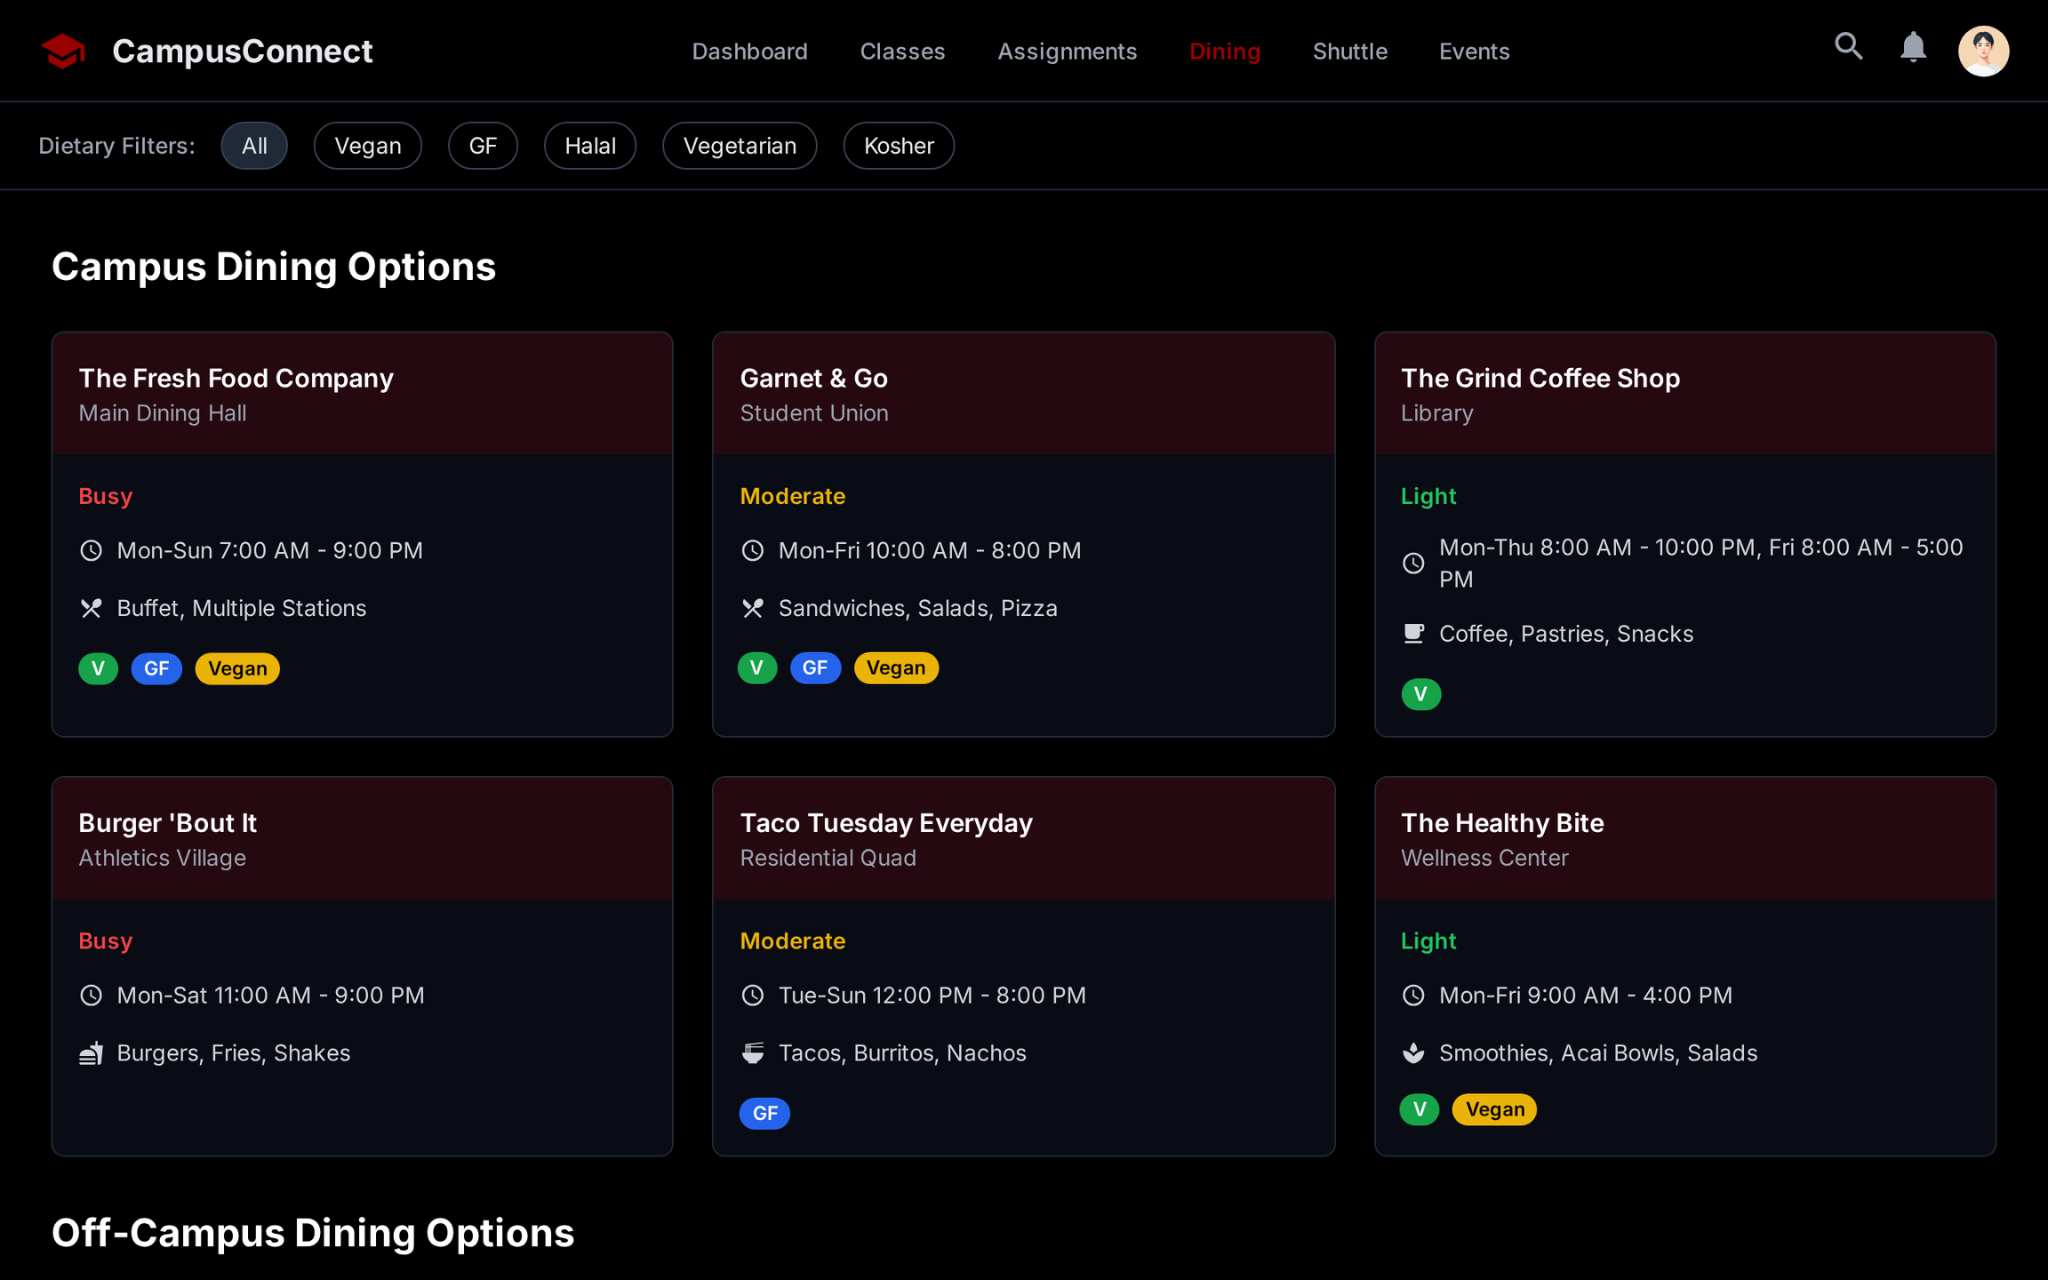 CampusConnect
Dashboard
Classes
Assignments
Dining
Shuttle
Events
Dietary Filters:
All
Vegan
GF
Halal
Vegetarian
Kosher
Campus Dining Options
The Fresh Food Company
Main Dining Hall
Busy
Mon-Sun 7:00 AM - 9:00 PM
Buffet, Multiple Stations
V
GF
Vegan
Garnet & Go
Student Union
Moderate
Mon-Fri 10:00 AM - 8:00 PM
Sandwiches, Salads, Pizza
V
GF
Vegan
The Grind Coffee Shop
Library
Light
Mon-Thu 8:00 AM - 10:00 PM, Fri 8:00 AM - 5:00
PM
Coffee, Pastries, Snacks
V
Burger 'Bout It
Athletics Village
Busy
Mon-Sat 11:00 AM - 9:00 PM
Burgers, Fries, Shakes
Taco Tuesday Everyday
Residential Quad
Moderate
Tue-Sun 12:00 PM - 8:00 PM
Tacos, Burritos, Nachos
GF
The Healthy Bite
Wellness Center
Light
Mon-Fri 9:00 AM - 4:00 PM
Smoothies, Acai Bowls, Salads
V
Vegan
Off-Campus Dining Options